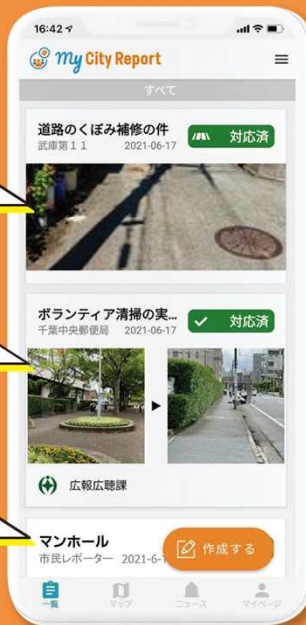 16:42
My City Report
すべて
道路のくぼみ補修の件
武庫第11 2021-06-17
対応済
ボランティア清掃の実...
千葉中央郵便局 2021-06-17
対応済
広報広聴課
マンホール
市民レポーター 2021-6-1
作成する
一覧
マップ
ニュース
マイページ